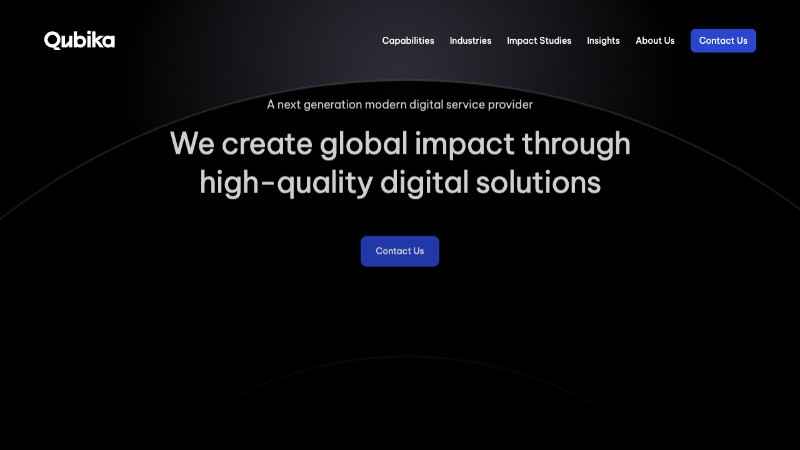 Qubika
Capabilities Industries Impact Studies Insights About Us Contact Us
A next generation modern digital service provider
We create global impact through
high-quality digital solutions
Contact Us